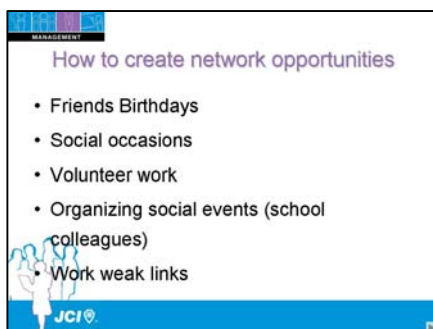 MANAGEMENT
How to create network opportunities
• Friends Birthdays
• Social occasions
• Volunteer work
• Organizing social events (school
colleagues)
• Work weak links
JCI